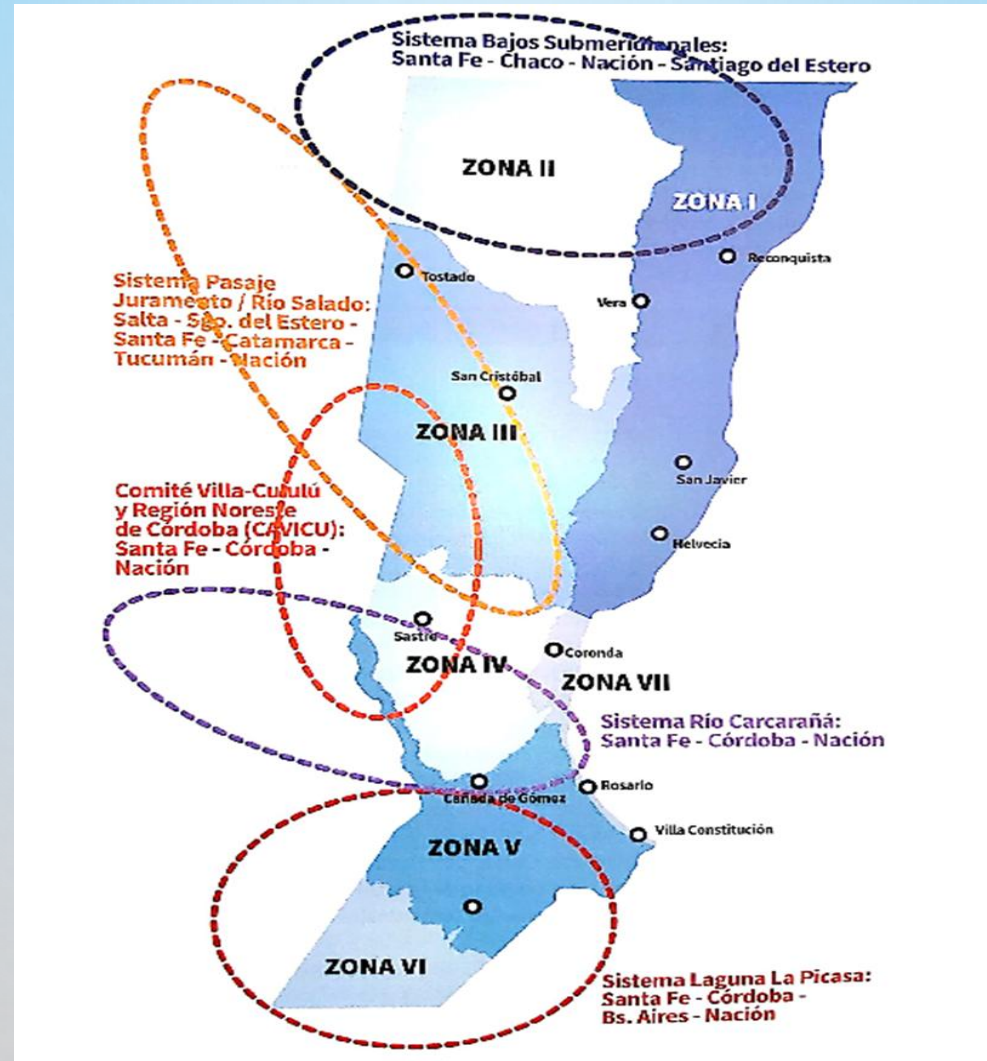 Sistema Bajos Submeridionales:
Santa Fe - Chaco - Nación - Santiago del Estero
ZONA II
ZONA I
Reconquista
Tostado
Vera
Sistema Pasaje
Juramento / Río Salado:
Salta - Sgo. del Estero -
Santa Fe - Catamarca -
Tucumán - Nación
San Cristóbal
ZONA III
San Javier
Comité Villa-Cululú
y Región Noreste
de Córdoba (CAVICU):
Santa Fe - Córdoba -
Nación
Helvecia
Sastre
Coronda
ZONA IV
ZONA VII
Sistema Río Carcarañá:
Santa Fe - Córdoba - Nación
Rosario
Cañada de Gómez
Villa Constitución
ZONA V
ZONA VI
Sistema Laguna La Picasa:
Santa Fe - Córdoba -
Bs. Aires - Nación